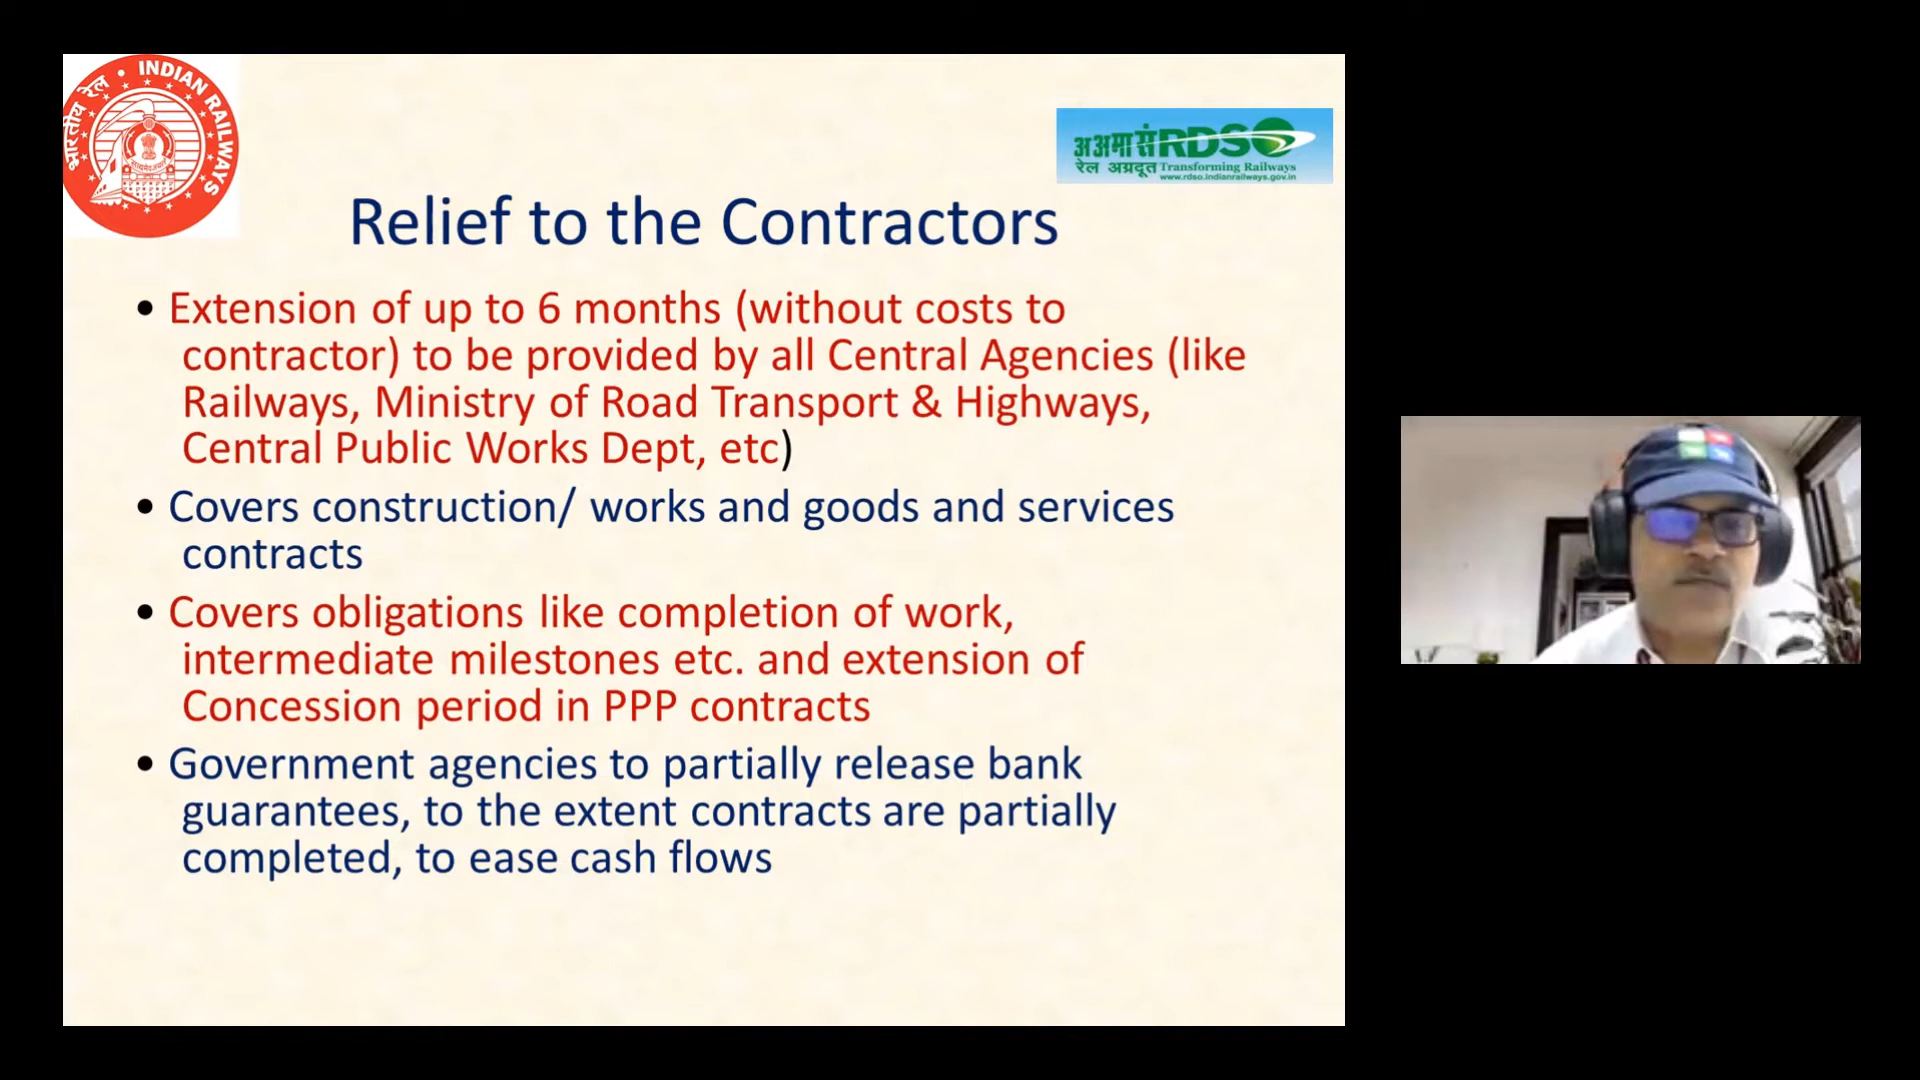 भारतीय रेल • INDIAN RAILWAYS
अअमासं RDSO
रेल अग्रदूत Transforming Railways
www.rdso.indianrailways.gov.in
Relief to the Contractors
• Extension of up to 6 months (without costs to
contractor) to be provided by all Central Agencies (like
Railways, Ministry of Road Transport & Highways,
Central Public Works Dept, etc)
• Covers construction/ works and goods and services
contracts
• Covers obligations like completion of work,
intermediate milestones etc. and extension of
Concession period in PPP contracts
• Government agencies to partially release bank
guarantees, to the extent contracts are partially
completed, to ease cash flows